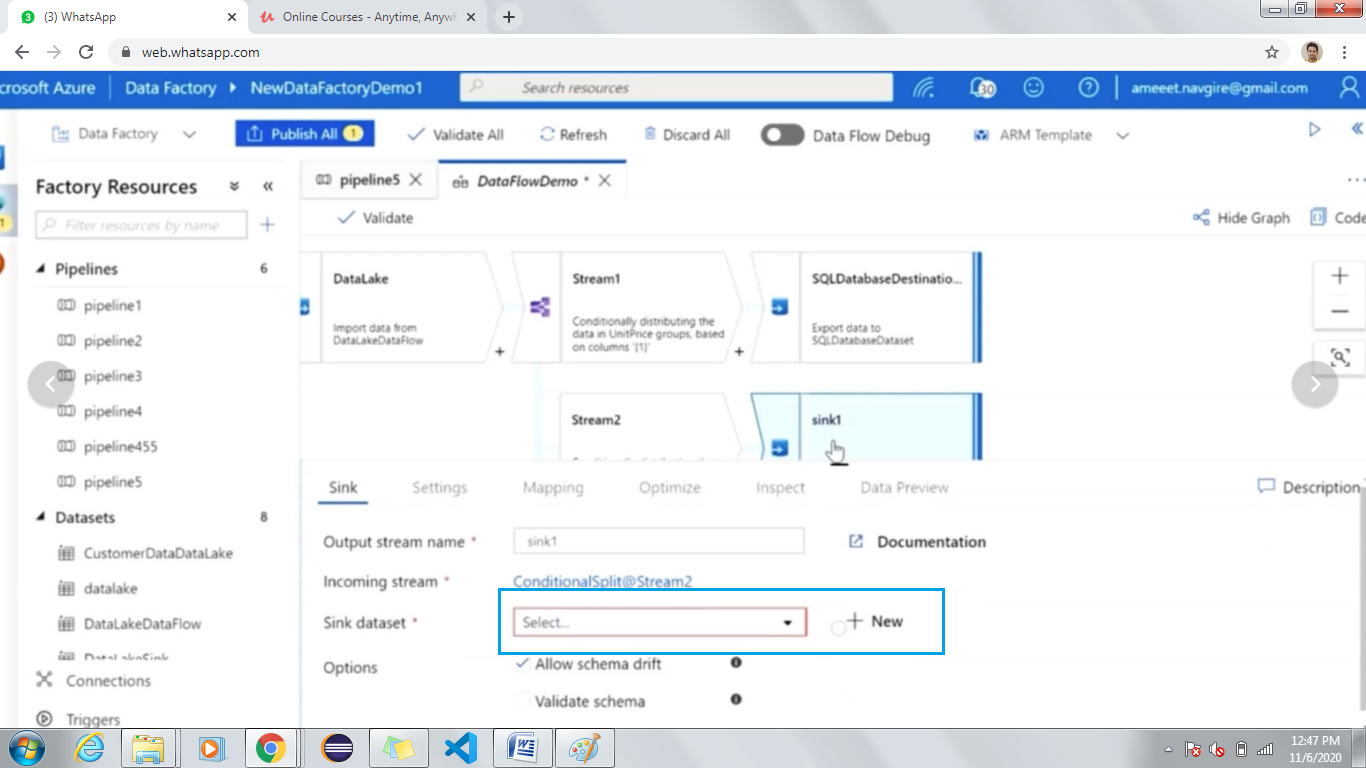 (3) WhatsApp
Online Courses - Anytime, Anywh
web.whatsapp.com
crosoft Azure
Data Factory
NewDataFactoryDemo1
Search resources
30
ameeet.navgire@gmail.com
Data Factory
Publish All 1
Validate All
Refresh
Discard All
Data Flow Debug
ARM Template
Factory Resources
pipeline5
DataFlowDemo *
Filter resources by name
Validate
Hide Graph
Code
Pipelines 6
pipeline1
pipeline2
pipeline3
pipeline4
pipeline455
pipeline5
Datasets 8
CustomerDataDataLake
datalake
DataLakeDataFlow
DataLakeSink
Connections
Triggers
DataLake
Import data from
DataLakeDataFlow
Stream1
Conditionally distributing the
data in UnitPrice groups, based
on columns '{1}'
SQLDatabaseDestinatio...
Export data to
SQLDatabaseDataset
Stream2
sink1
Sink
Settings
Mapping
Optimize
Inspect
Data Preview
Description
Output stream name *
sink1
Documentation
Incoming stream *
ConditionalSplit@Stream2
Sink dataset *
Select...
New
Options
Allow schema drift
Validate schema
12:47 PM
11/6/2020